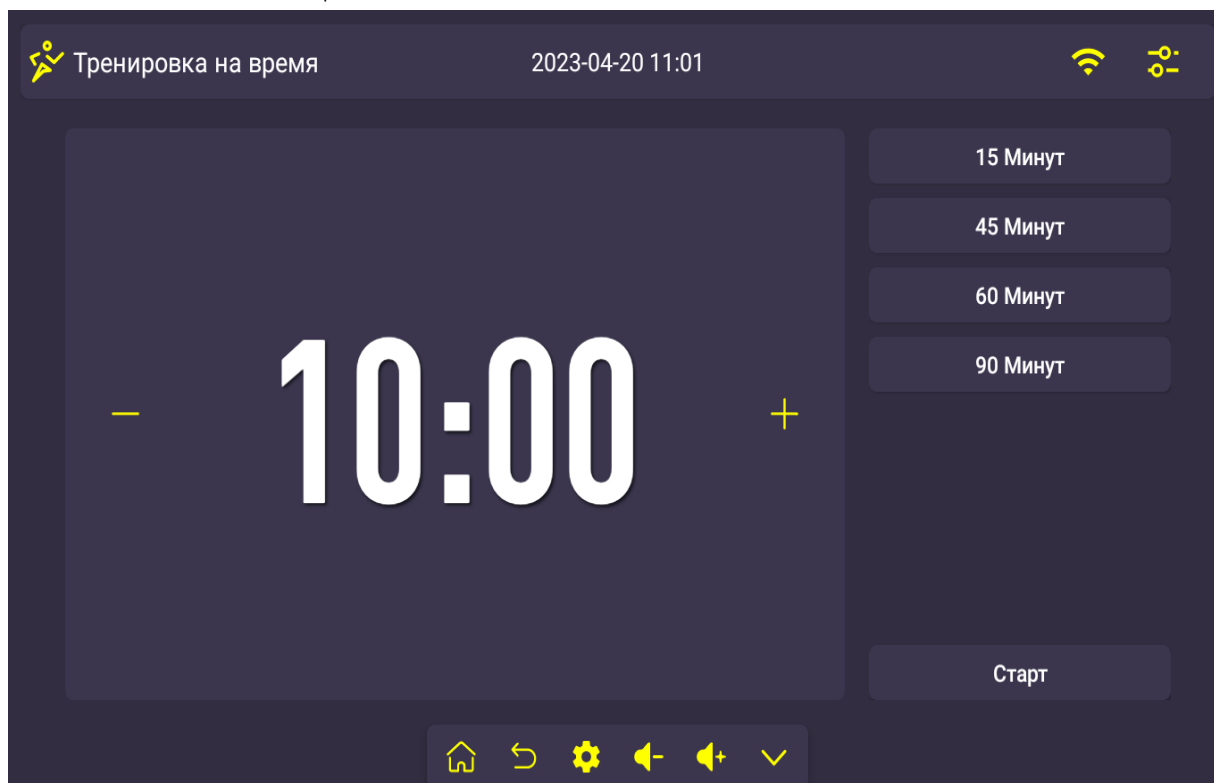 Тренировка на время
2023-04-20 11:01
15 Минут
45 Минут
60 Минут
90 Минут
10:00
Старт